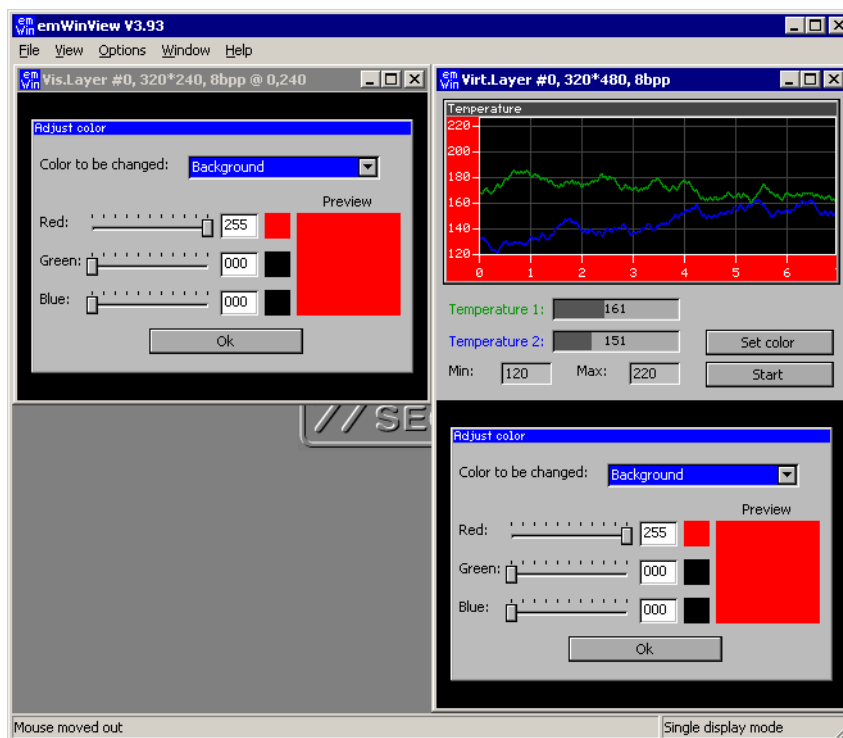 emWinView V3.93
File View Options Window Help
Vis.Layer #0, 320*240, 8bpp @ 0,240
Adjust color
Color to be changed: Background
Preview
Red: 255
Green: 000
Blue: 000
Ok
// SE
Virt.Layer #0, 320*480, 8bpp
Temperature
220
200
180
160
140
120
0 1 2 3 4 5 6
Temperature 1: 161
Temperature 2: 151 Set color
Min: 120 Max: 220 Start
Adjust color
Color to be changed: Background
Preview
Red: 255
Green: 000
Blue: 000
Ok
Mouse moved out Single display mode